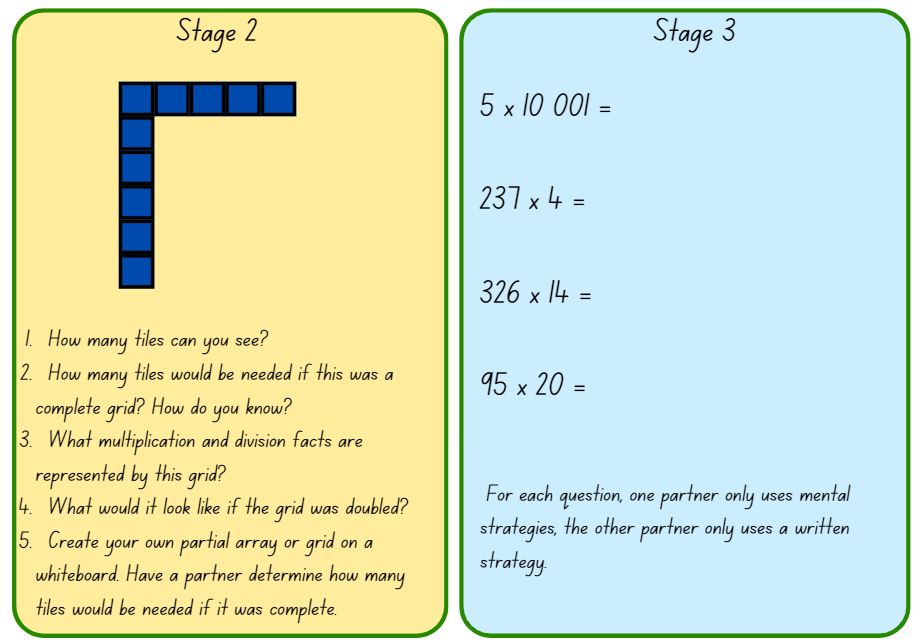 Stage 2
1. How many tiles can you see?
2. How many tiles would be needed if this was a
complete grid? How do you know?
3. What multiplication and division facts are
represented by this grid?
4. What would it look like if the grid was doubled?
5. Create your own partial array or grid on a
whiteboard. Have a partner determine how many
tiles would be needed if it was complete.
Stage 3
5 x 10 001 =
237 x 4 =
326 x 14 =
95 x 20 =
For each question, one partner only uses mental
strategies, the other partner only uses a written
strategy.